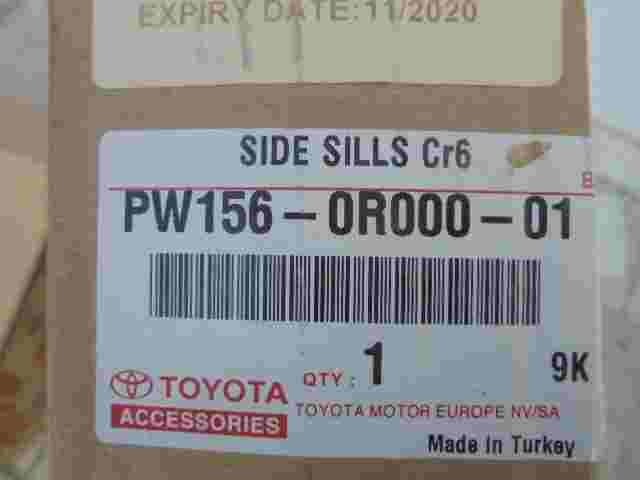 EXPIRY DATE:11/2020
SIDE SILLS Cr6
PW156-0R000-01
QTY: 1 9K
TOYOTA
ACCESSORIES
TOYOTA MOTOR EUROPE NV/SA
Made in Turkey